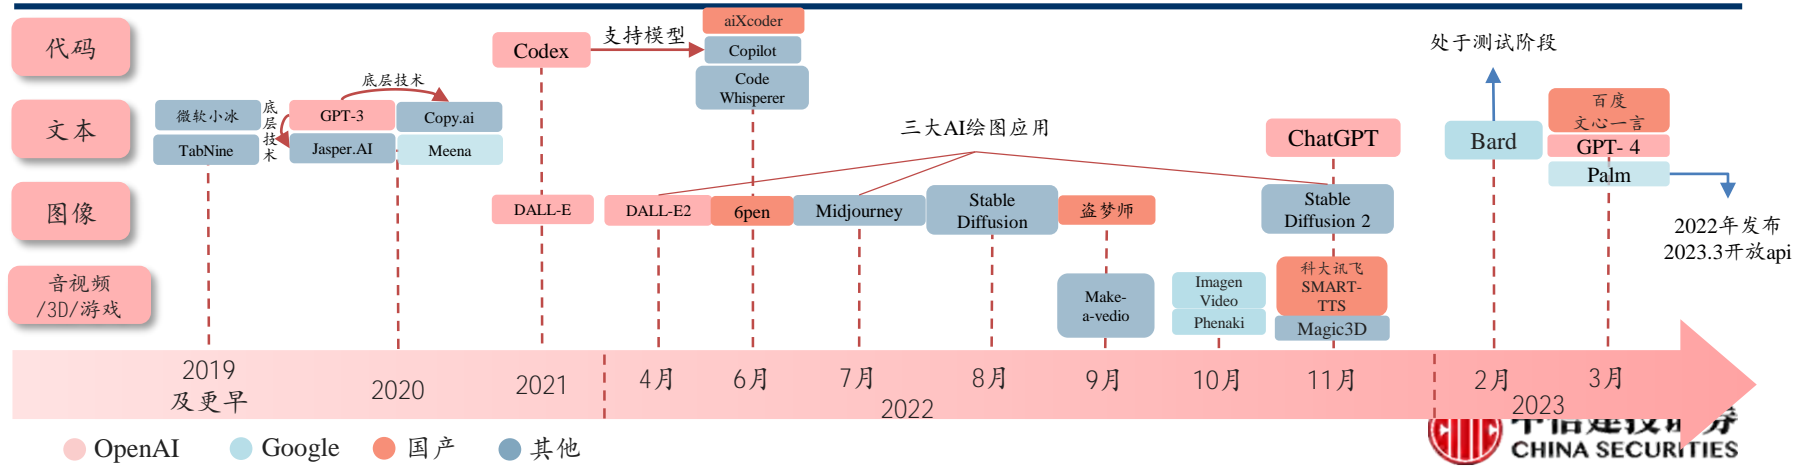 代码
Codex
支持模型
aiXcoder
Copilot
Code
Whisperer
处于测试阶段
文本
微软小冰
TabNine
底层技术
底层技术
GPT-3
Jasper.AI
Copy.ai
Meena
三大AI绘图应用
ChatGPT
Bard
百度
文心一言
GPT- 4
Palm
图像
DALL-E
DALL-E2
6pen
Midjourney
Stable
Diffusion
盗梦师
Stable
Diffusion 2
2022年发布
2023.3开放api
音视频
/3D/游戏
Make-
a-vedio
Imagen
Video
Phenaki
科大讯飞
SMART-
TTS
Magic3D
2019
及更早
2020
2021
4月
6月
7月
8月
9月
10月
11月
2022
2月
3月
2023
OpenAI
Google
国产
其他
中信建投证券
CHINA SECURITIES